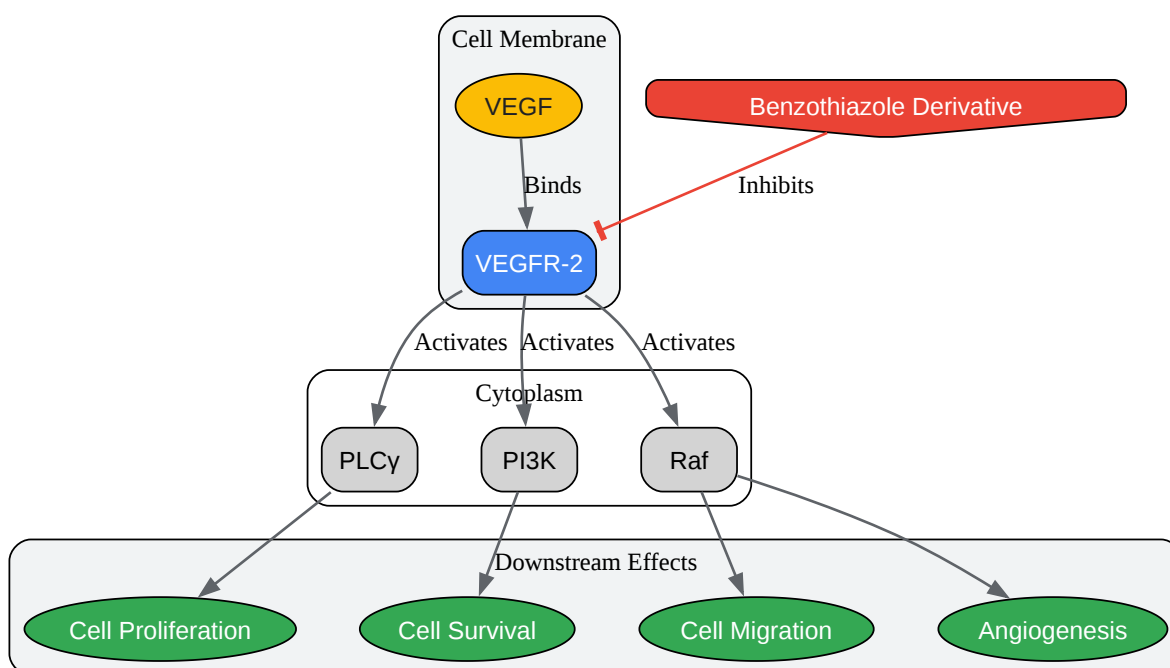 Cell Membrane
VEGF
Benzothiazole Derivative
Binds
Inhibits
VEGFR-2
Activates
Activates
Activates
Cytoplasm
PLCγ
PI3K
Raf
Downstream Effects
Cell Proliferation
Cell Survival
Cell Migration
Angiogenesis